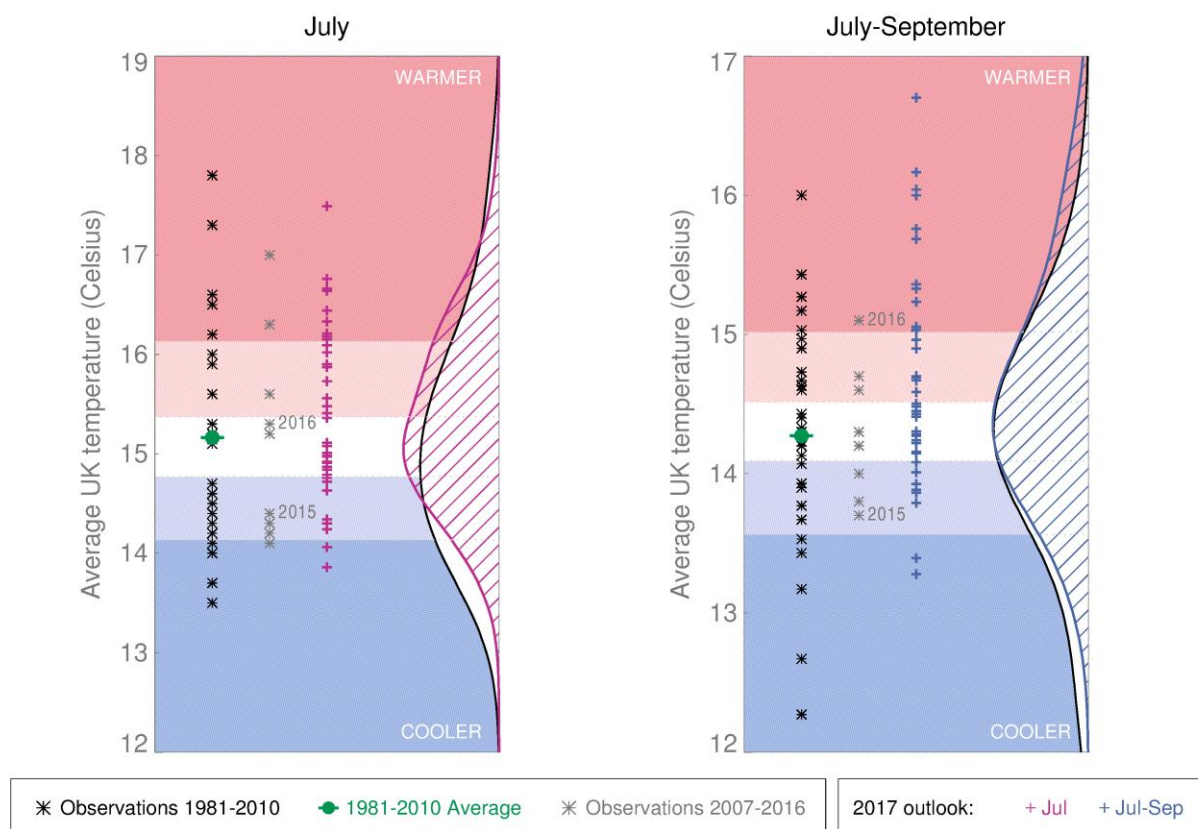 July
July-September
Average UK temperature (Celsius)
19
18
17
16
15
14
13
12
WARMER
2016
2015
COOLER
Average UK temperature (Celsius)
17
16
15
14
13
12
WARMER
2016
2015
COOLER
Observations 1981-2010
1981-2010 Average
Observations 2007-2016
2017 outlook: + Jul + Jul-Sep